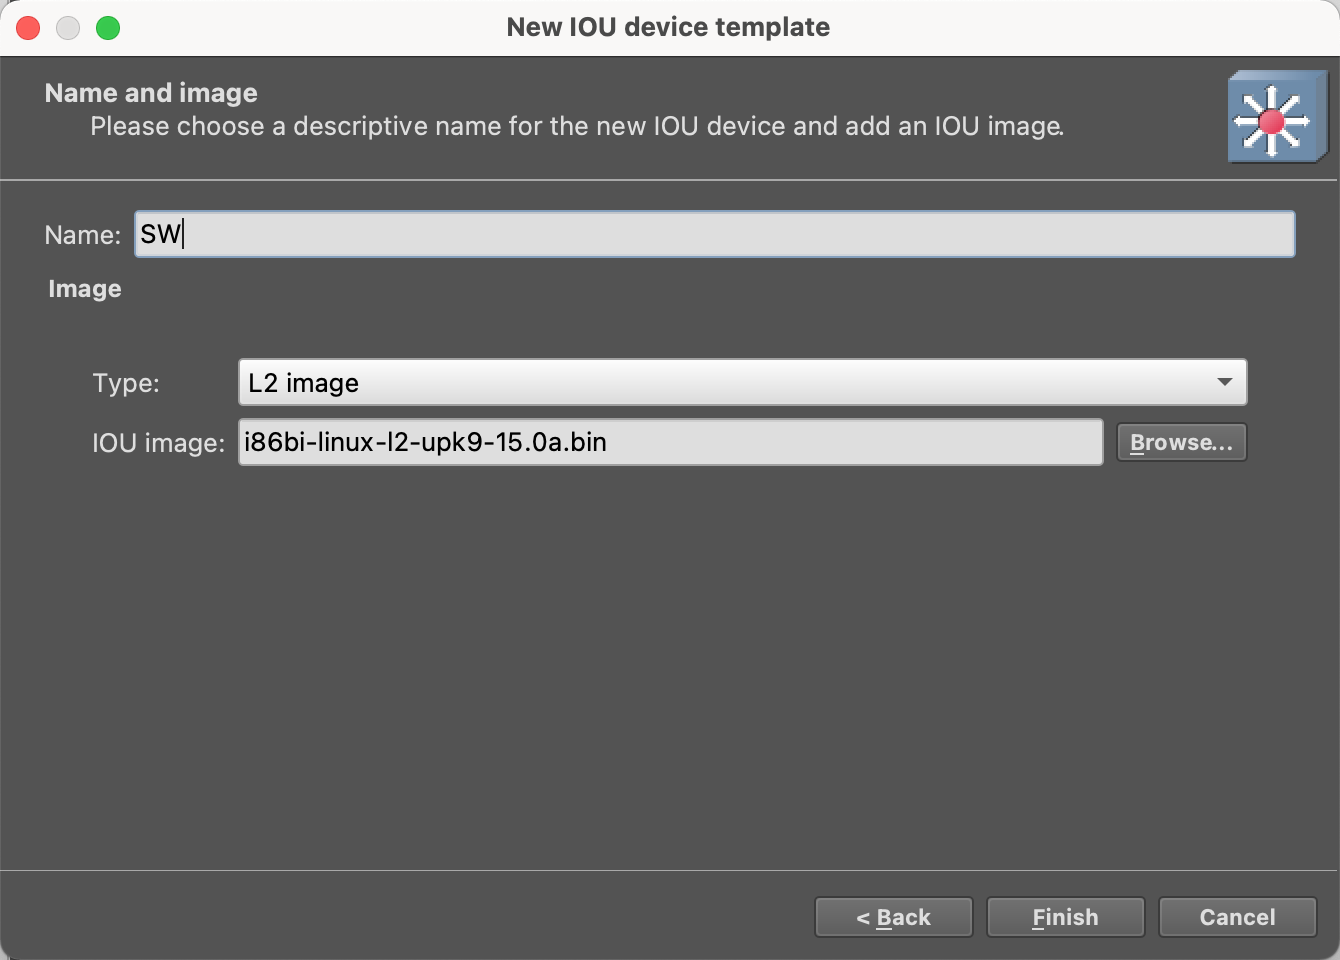 New IOU device template
Name and image
Please choose a descriptive name for the new IOU device and add an IOU image.
Name: SW
Image
Type: L2 image
IOU image: i86bi-linux-l2-upk9-15.0a.bin Browse...
< Back Finish Cancel